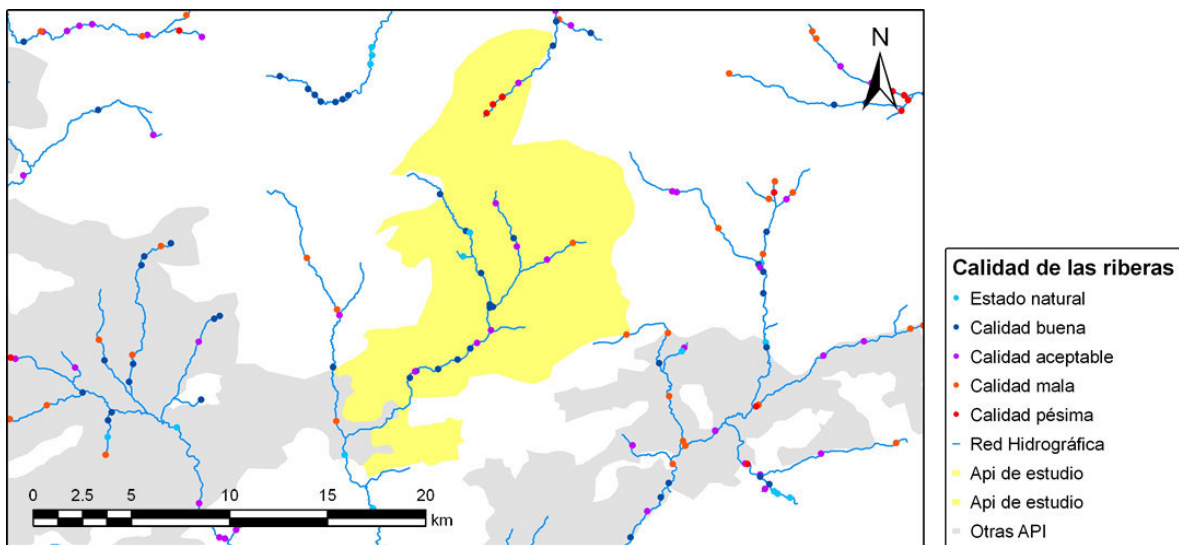 N
0 2.5 5 10 15 20
km
Calidad de las riberas
Estado natural
Calidad buena
Calidad aceptable
Calidad mala
Calidad pésima
Red Hidrográfica
Api de estudio
Api de estudio
Otras API